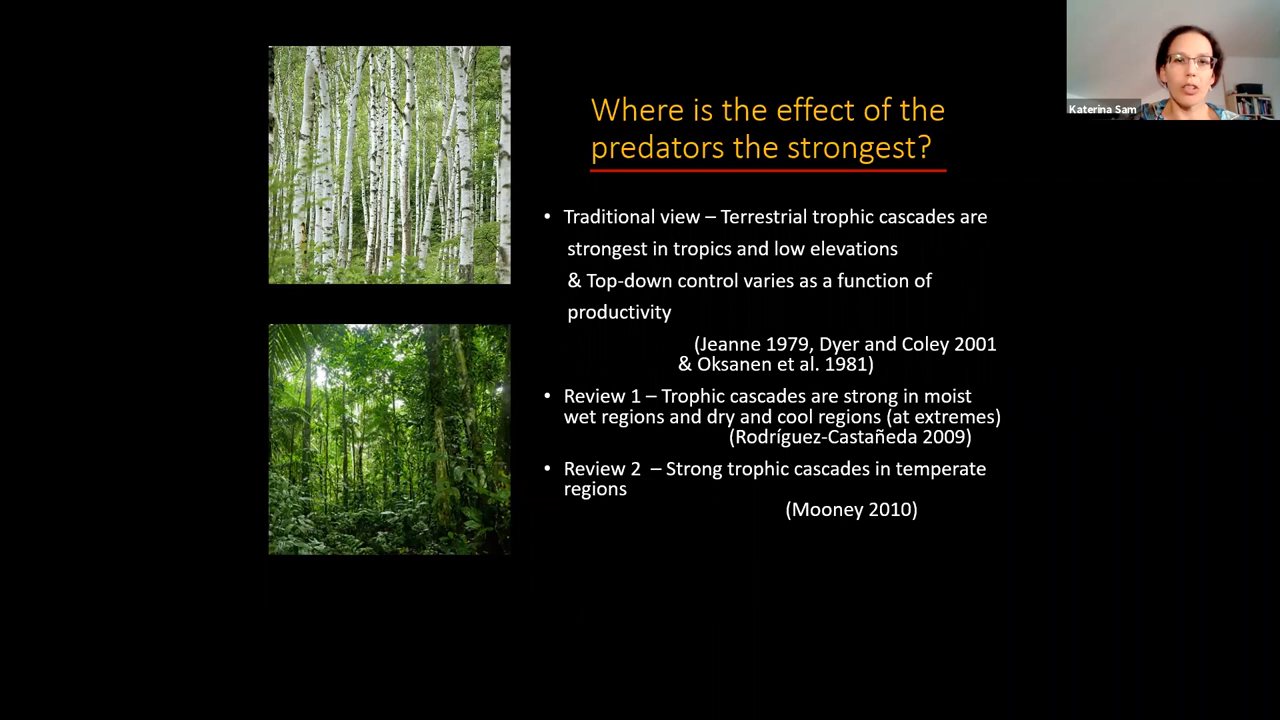 Where is the effect of the
predators the strongest?
• Traditional view – Terrestrial trophic cascades are
strongest in tropics and low elevations
& Top-down control varies as a function of
productivity
(Jeanne 1979, Dyer and Coley 2001
& Oksanen et al. 1981)
• Review 1 – Trophic cascades are strong in moist
wet regions and dry and cool regions (at extremes)
(Rodríguez-Castañeda 2009)
• Review 2 – Strong trophic cascades in temperate
regions
(Mooney 2010)
Katerina Sam